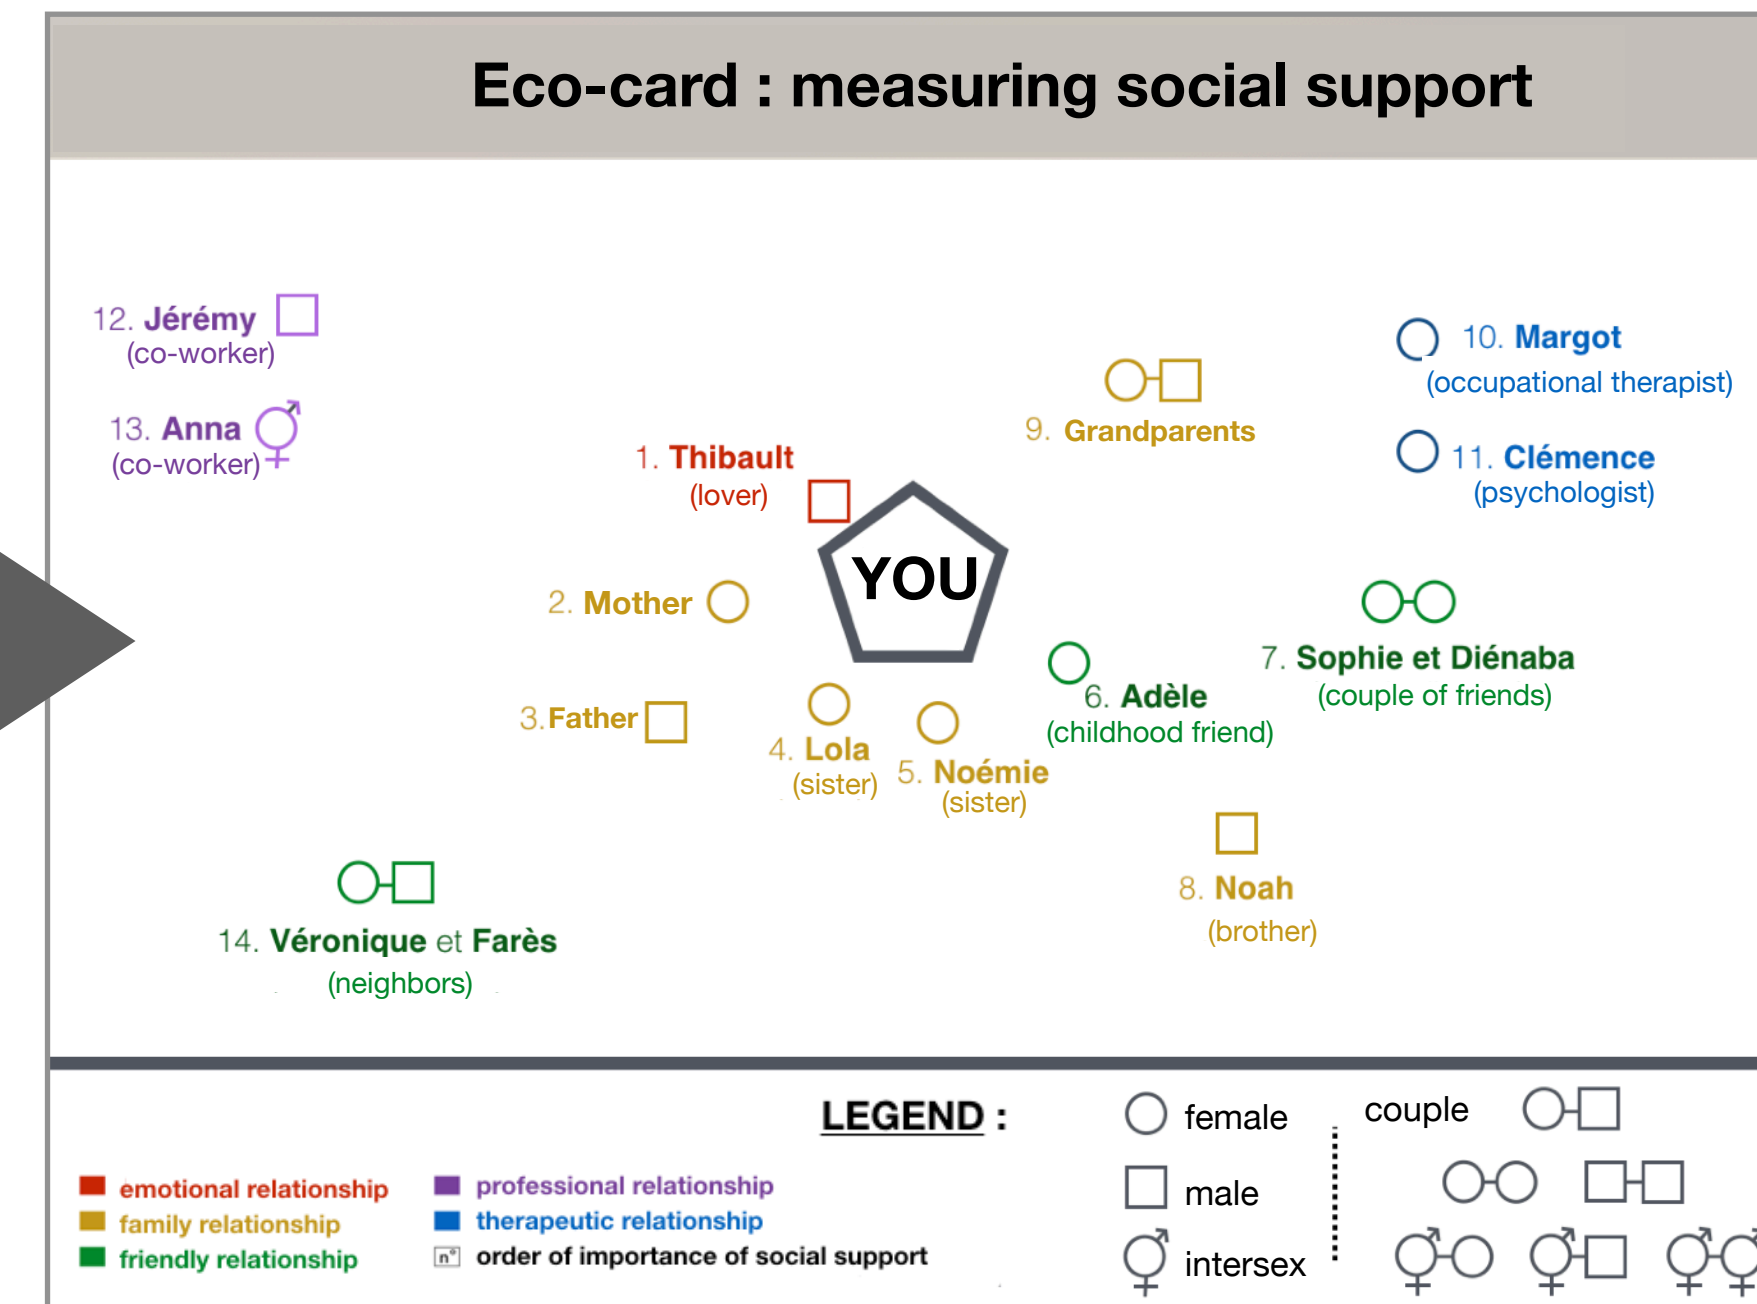 Eco-card : measuring social support
12. Jérémy
(co-worker)
13. Anna
(co-worker)
1. Thibault
(lover)
YOU
2. Mother
3. Father
4. Lola
(sister)
5. Noémie
(sister)
6. Adèle
(childhood friend)
7. Sophie et Diénaba
(couple of friends)
8. Noah
(brother)
9. Grandparents
10. Margot
(occupational therapist)
11. Clémence
(psychologist)
14. Véronique et Farès
(neighbors)
LEGEND :
emotional relationship
family relationship
friendly relationship
professional relationship
therapeutic relationship
n° order of importance of social support
female
male
intersex
couple